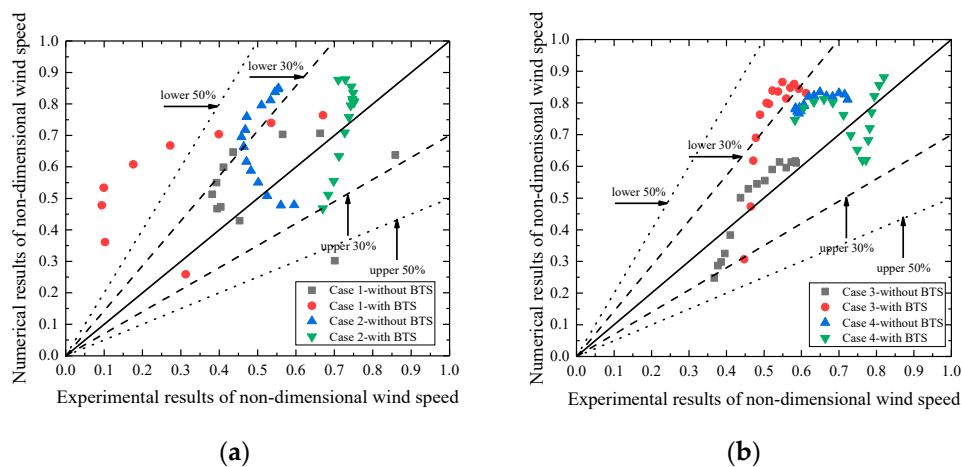 Numerical results of non-dimensional wind speed
1.0
0.9
0.8
0.7
0.6
0.5
0.4
0.3
0.2
0.1
0.0
lower 50%
lower 30%
upper 30%
upper 50%
Case 1-without BTS
Case 1-with BTS
Case 2-without BTS
Case 2-with BTS
0.0 0.1 0.2 0.3 0.4 0.5 0.6 0.7 0.8 0.9 1.0
Experimental results of non-dimensional wind speed
(a)
Numerical results of non-dimenisonal wind speed
1.0
0.9
0.8
0.7
0.6
0.5
0.4
0.3
0.2
0.1
0.0
lower 30%
lower 50%
upper 30%
upper 50%
Case 3-without BTS
Case 3-with BTS
Case 4-without BTS
Case 4-with BTS
0.0 0.1 0.2 0.3 0.4 0.5 0.6 0.7 0.8 0.9 1.0
Experimental results of non-dimensional wind speed
(b)